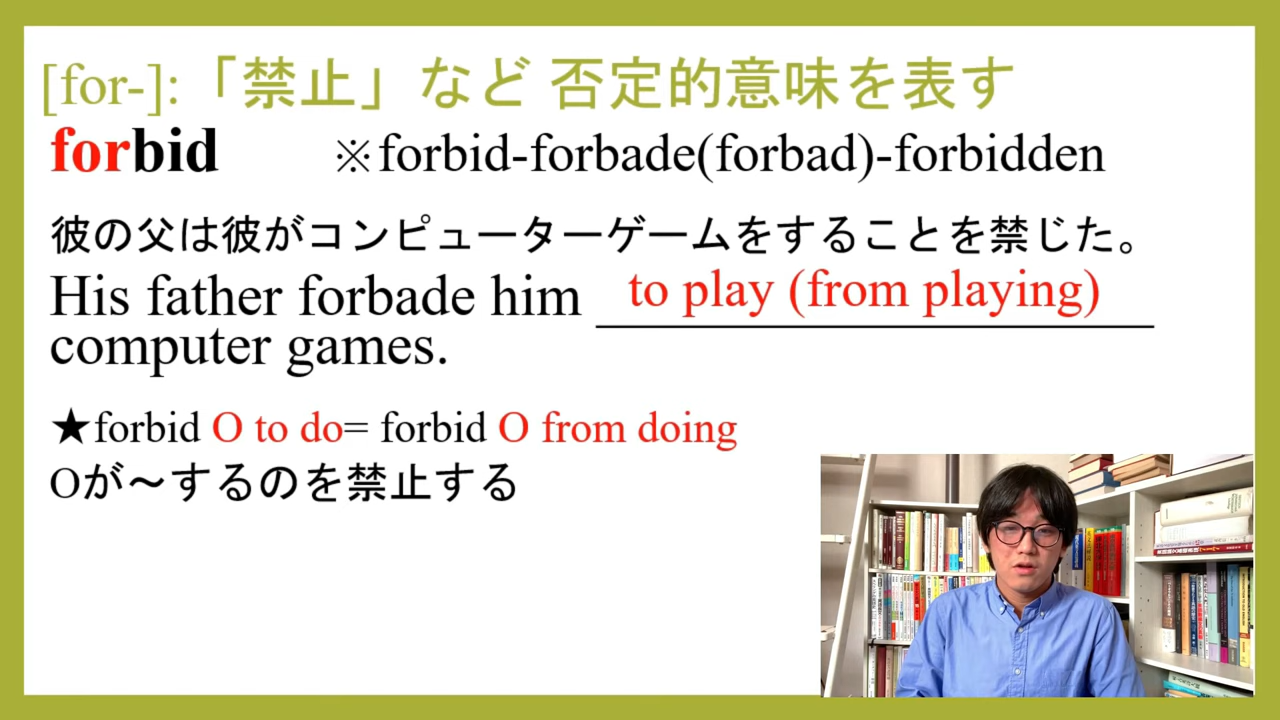 [for-]:「禁止」など 否定的意味を表す
forbid ※forbid-forbade(forbad)-forbidden
彼の父は彼がコンピューターゲームをすることを禁じた。
His father forbade him to play (from playing)
computer games.
★forbid O to do= forbid O from doing
Oが～するのを禁止する